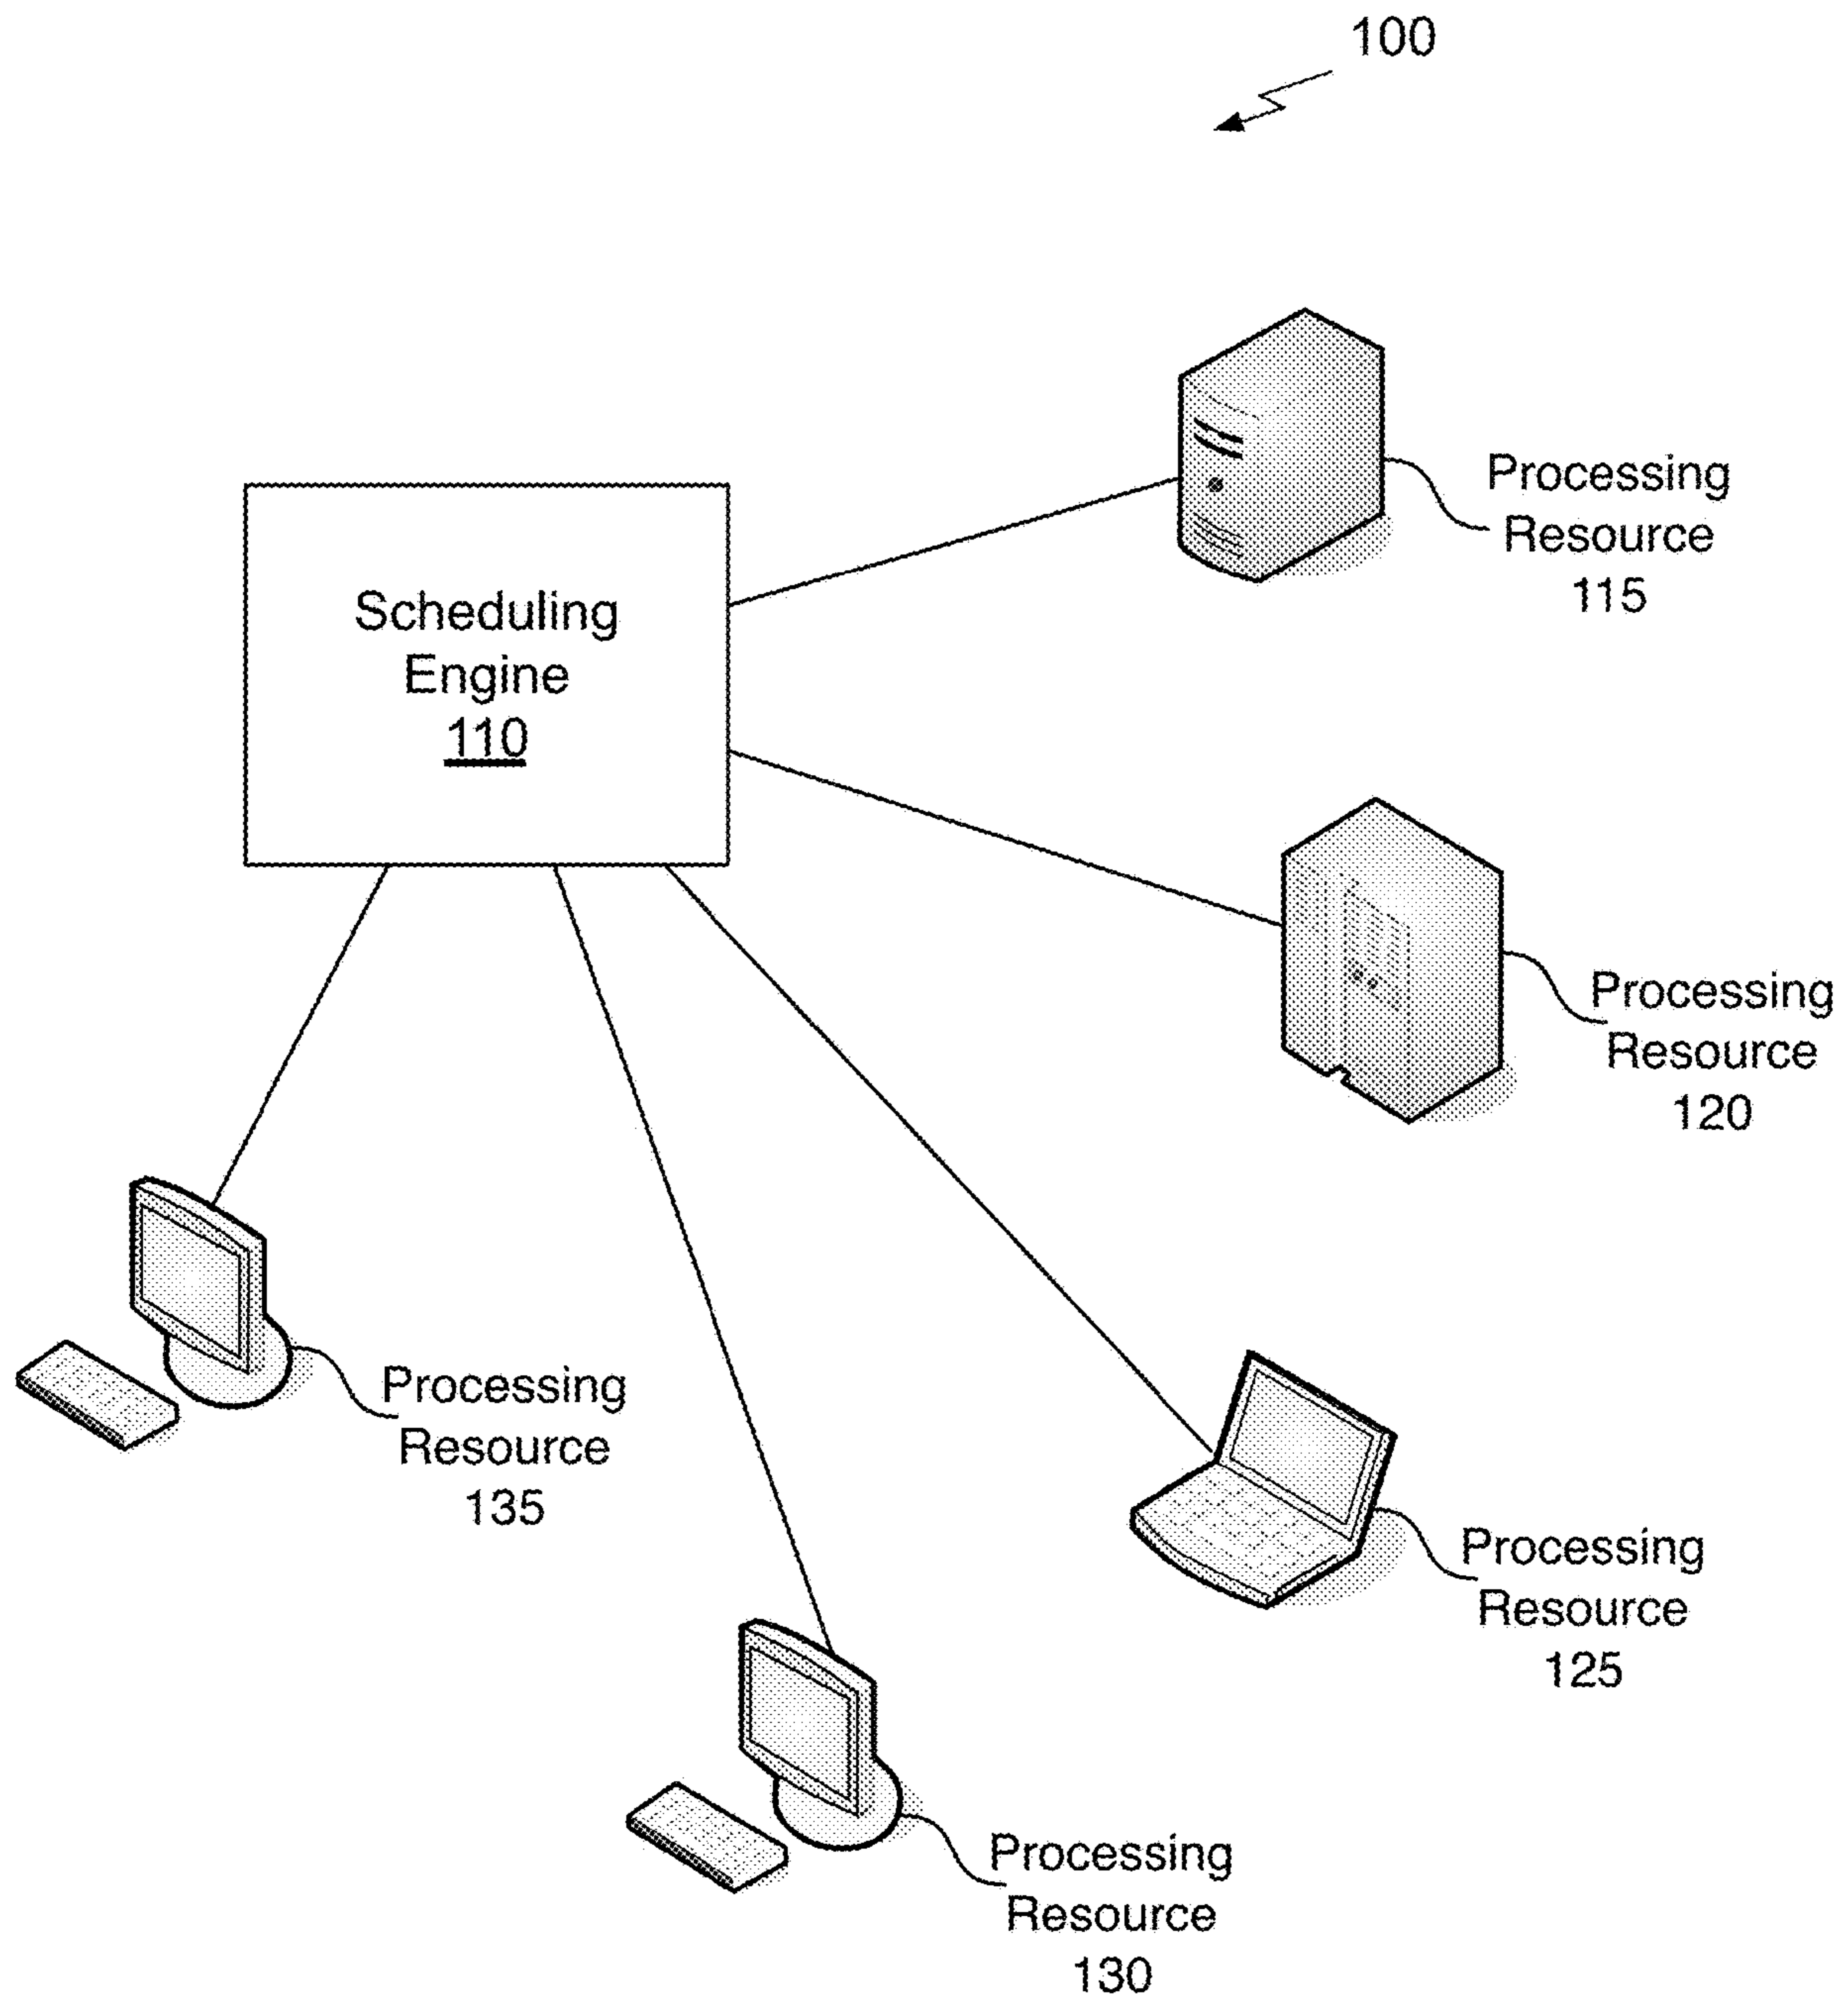 100
Processing
Resource
115
Scheduling
Engine
110
Processing
Resource
120
Processing
Resource
135
Processing
Resource
125
Processing
Resource
130